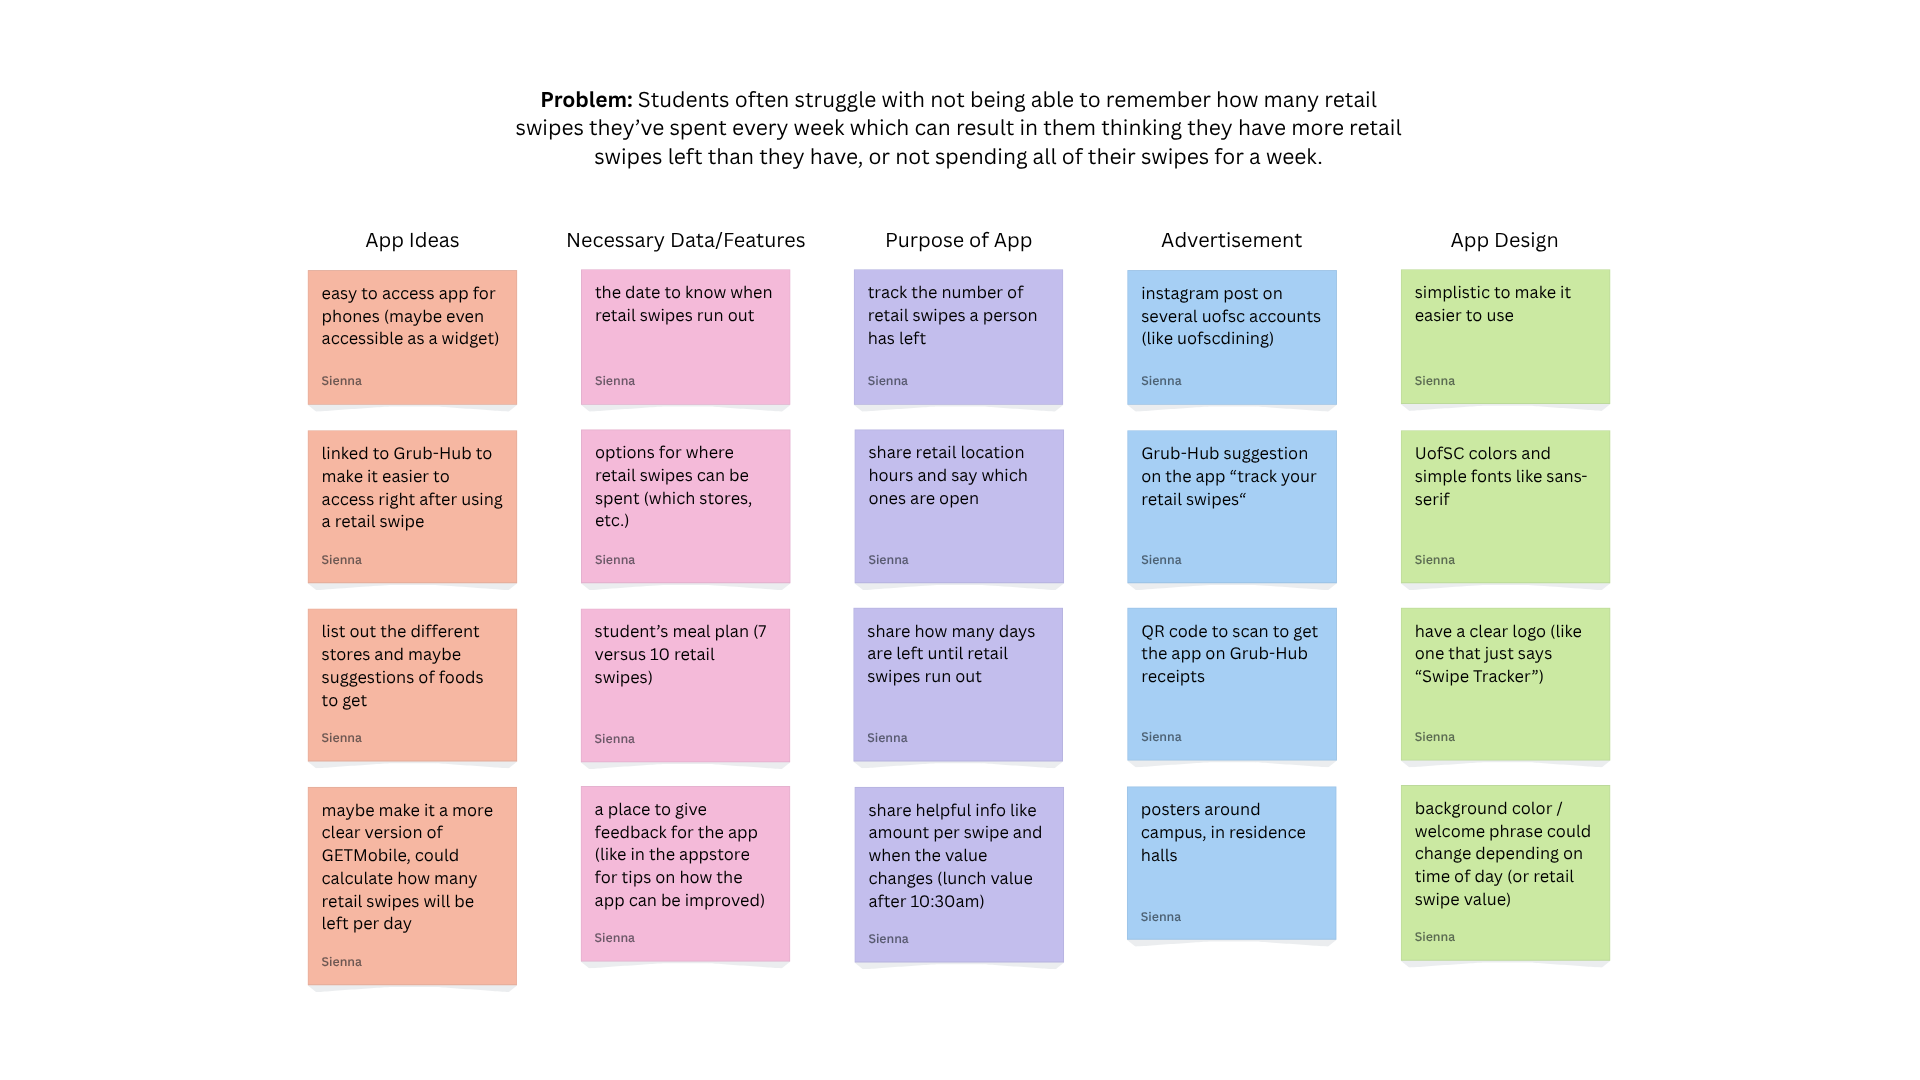 Problem: Students often struggle with not being able to remember how many retail
swipes they’ve spent every week which can result in them thinking they have more retail
swipes left than they have, or not spending all of their swipes for a week.
App Ideas
easy to access app for
phones (maybe even
accessible as a widget)
Sienna
linked to Grub-Hub to
make it easier to
access right after using
a retail swipe
Sienna
list out the different
stores and maybe
suggestions of foods
to get
Sienna
maybe make it a more
clear version of
GETMobile, could
calculate how many
retail swipes will be
left per day
Sienna
Necessary Data/Features
the date to know when
retail swipes run out
Sienna
options for where
retail swipes can be
spent (which stores,
etc.)
Sienna
student’s meal plan (7
versus 10 retail
swipes)
Sienna
a place to give
feedback for the app
(like in the appstore
for tips on how the
app can be improved)
Sienna
Purpose of App
track the number of
retail swipes a person
has left
Sienna
share retail location
hours and say which
ones are open
Sienna
share how many days
are left until retail
swipes run out
Sienna
share helpful info like
amount per swipe and
when the value
changes (lunch value
after 10:30am)
Sienna
Advertisement
instagram post on
several uofsc accounts
(like uofscdining)
Sienna
Grub-Hub suggestion
on the app “track your
retail swipes“
Sienna
QR code to scan to get
the app on Grub-Hub
receipts
Sienna
posters around
campus, in residence
halls
Sienna
App Design
simplistic to make it
easier to use
Sienna
UofSC colors and
simple fonts like sans-
serif
Sienna
have a clear logo (like
one that just says
“Swipe Tracker”)
Sienna
background color /
welcome phrase could
change depending on
time of day (or retail
swipe value)
Sienna